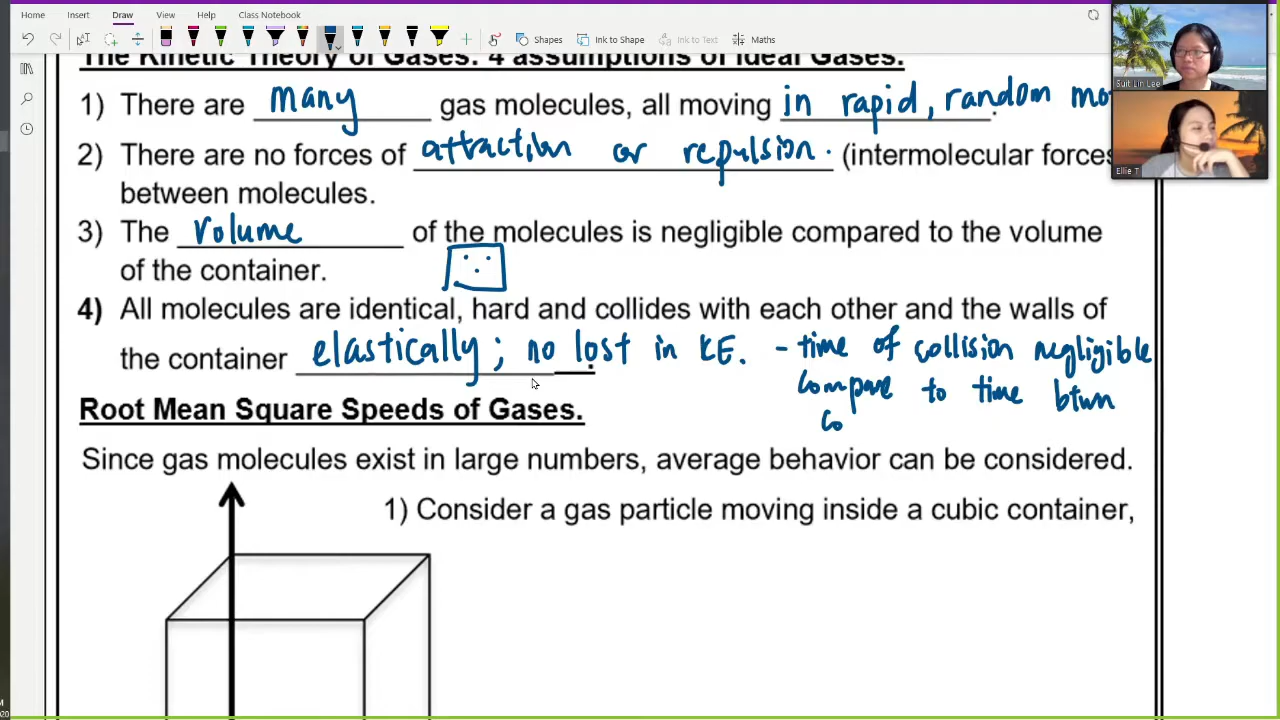 Home Insert Draw View Help Class Notebook
Shapes Ink to Shape Ink to Text Maths
The Kinetic Theory of Gases: 4 assumptions of Ideal Gases.
1) There are many gas molecules, all moving in rapid, random mo
2) There are no forces of attraction or repulsion. (intermolecular forces
between molecules.
3) The volume of the molecules is negligible compared to the volume
of the container.
4) All molecules are identical, hard and collides with each other and the walls of
the container elastically; no lost in KE. - time of collision negligible
compare to time btwn
co
Root Mean Square Speeds of Gases.
Since gas molecules exist in large numbers, average behavior can be considered.
1) Consider a gas particle moving inside a cubic container,
Suit Lin Lee
Ellie T